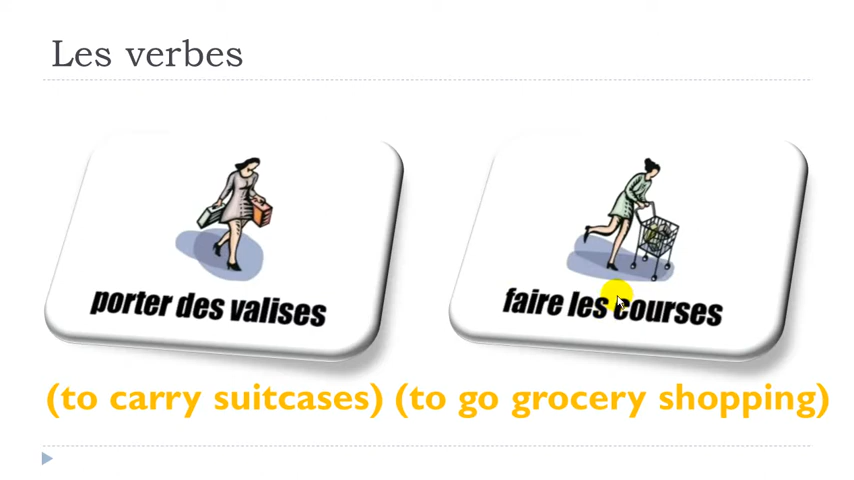 Les verbes
porter des valises
faire les courses
(to carry suitcases) (to go grocery shopping)